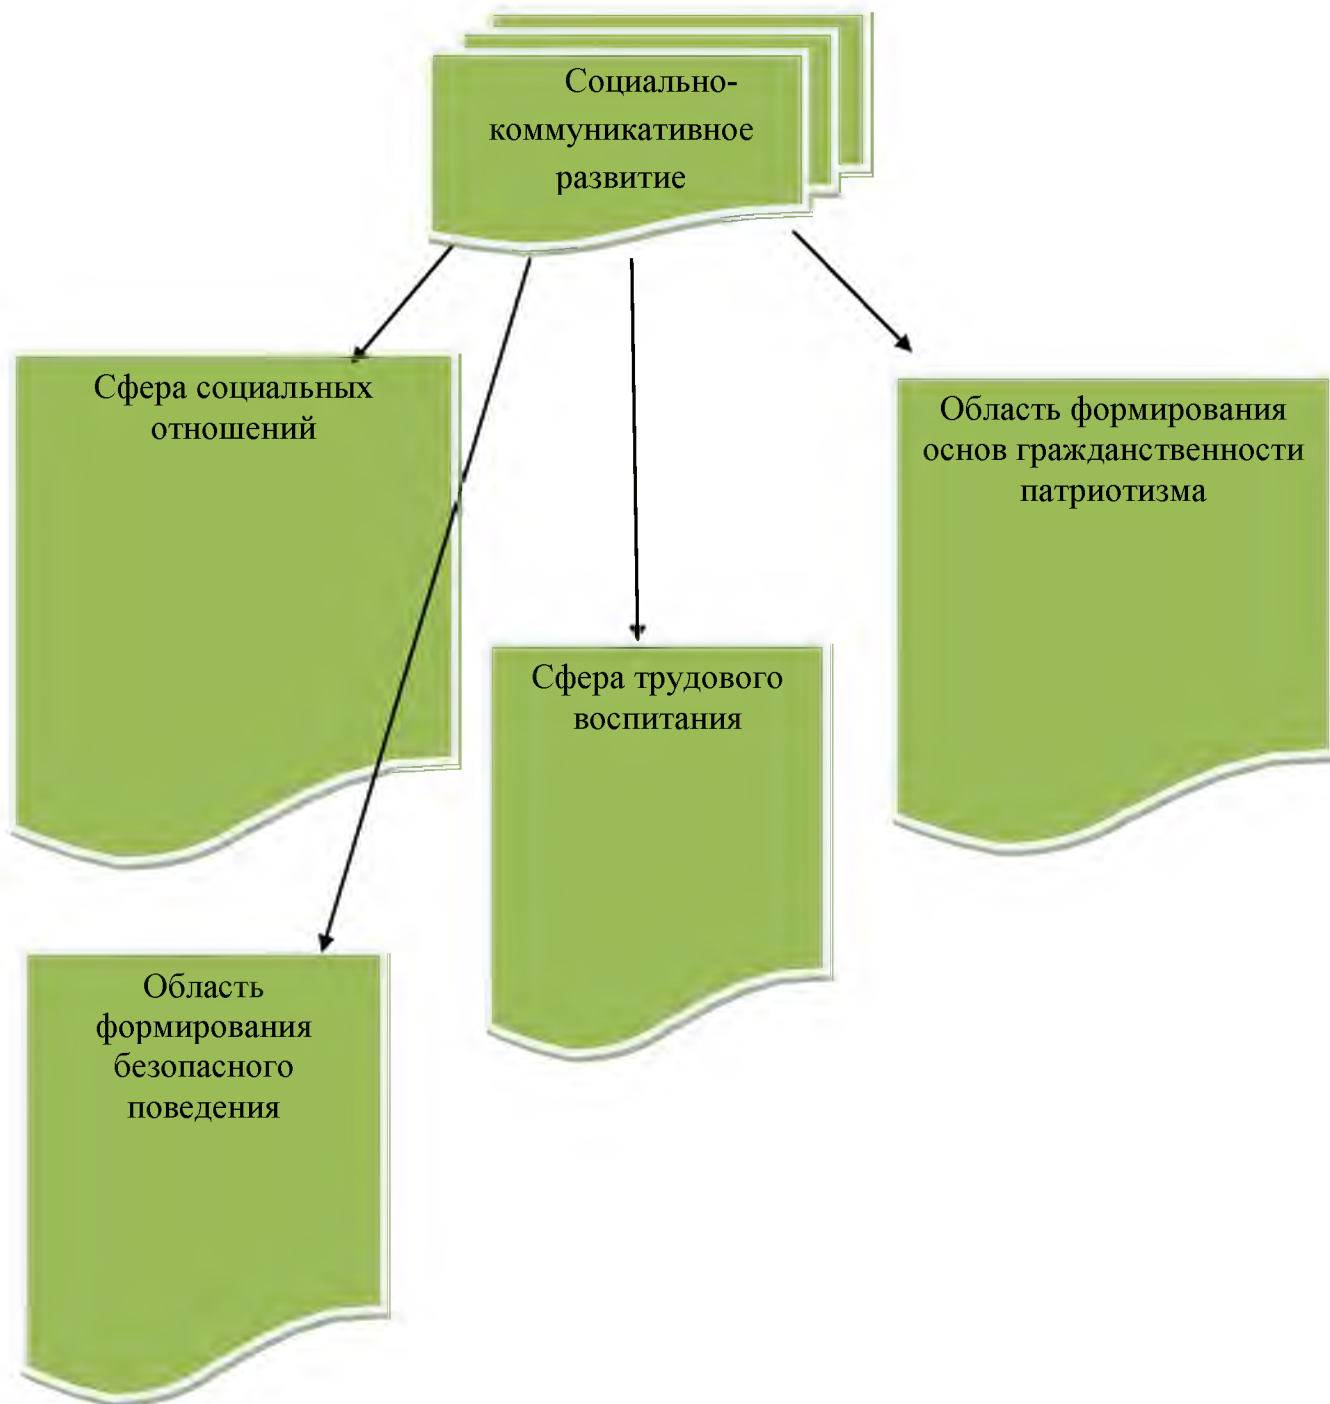 Социально-
коммуникативное
развитие
Сфера социальных
отношений
Область формирования
основ гражданственности
патриотизма
Сфера трудового
воспитания
Область
формирования
безопасного
поведения